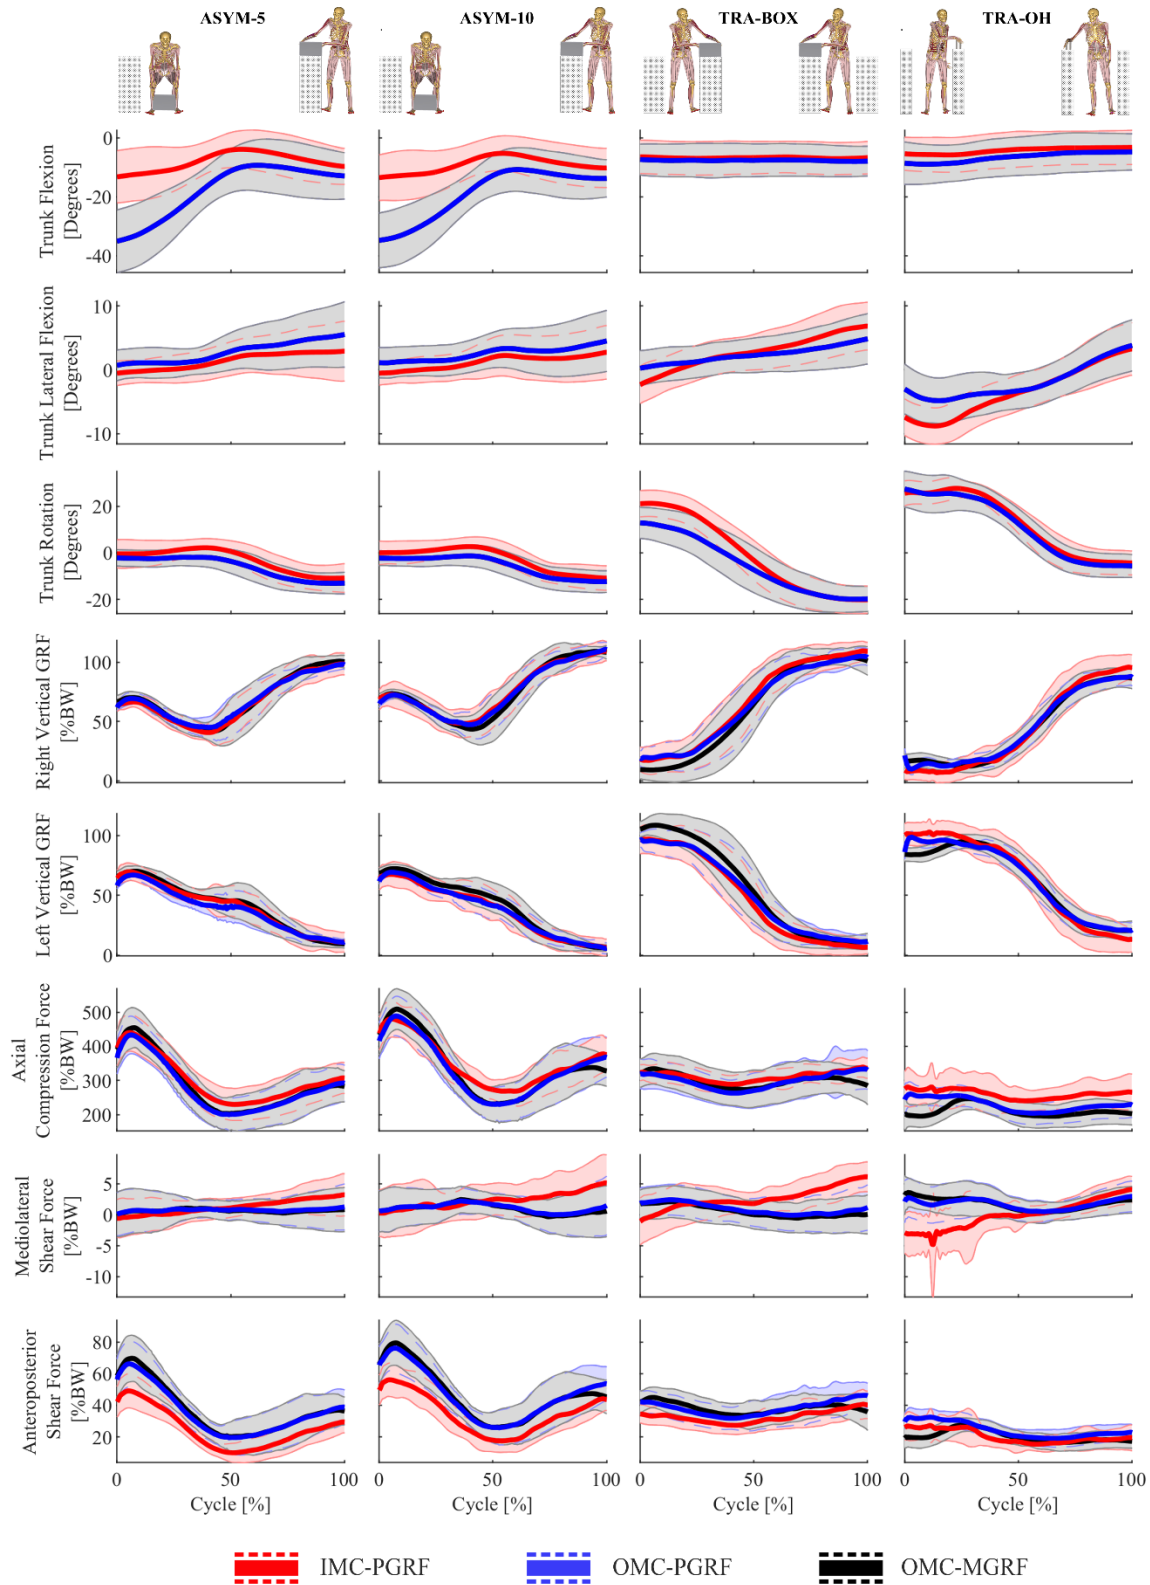 ASYM-5 ASYM-10 TRA-BOX TRA-OH
Trunk Flexion
[Degrees]
0
-20
-40
Trunk Lateral Flexion
[Degrees]
10
0
-10
Trunk Rotation
[Degrees]
20
0
-20
Right Vertical GRF
[%BW]
100
50
0
Left Vertical GRF
[%BW]
100
50
0
Axial
Compression Force
[%BW]
500
400
300
200
Mediolateral
Shear Force
[%BW]
5
0
-5
-10
Anteroposterior
Shear Force
[%BW]
80
60
40
20
0 50 100 0 50 100 0 50 100 0 50 100
Cycle [%] Cycle [%] Cycle [%] Cycle [%]
IMC-PGRF OMC-PGRF OMC-MGRF